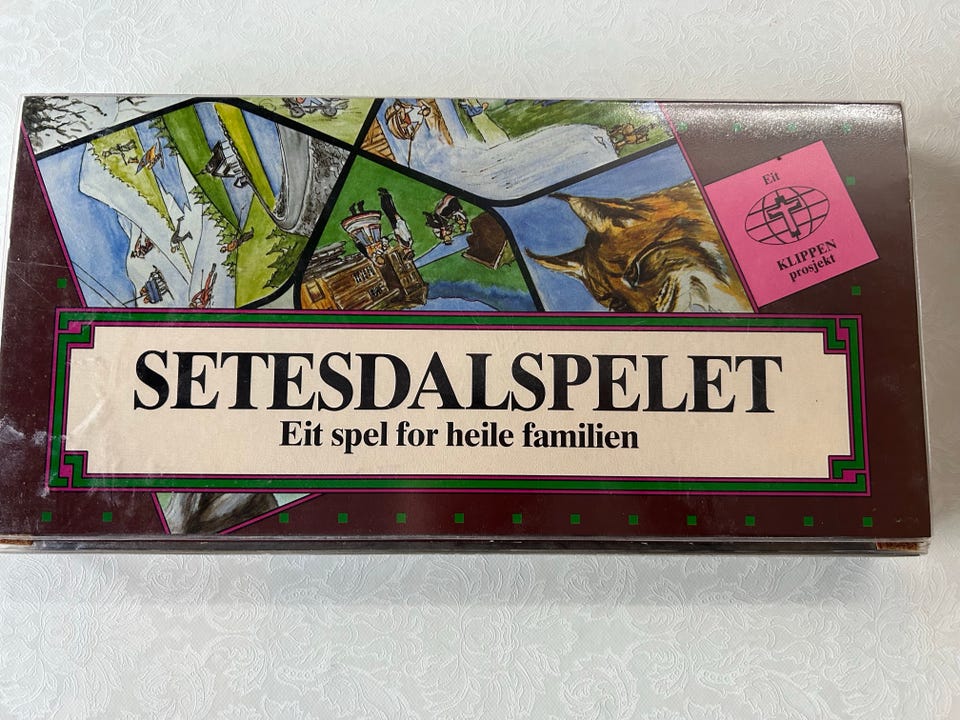 Eit
KLIPPEN
prosjekt
SETESDALSPELET
Eit spel for heile familien